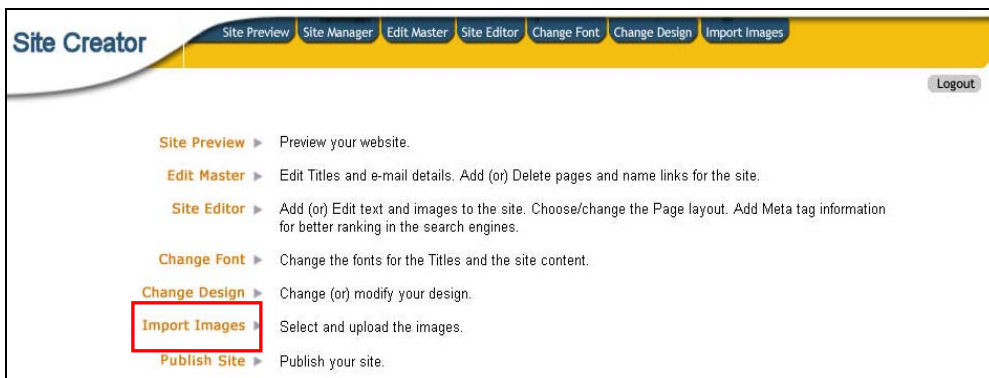 Site Creator
Site Preview Site Manager Edit Master Site Editor Change Font Change Design Import Images
Logout
Site Preview Preview your website.
Edit Master Edit Titles and e-mail details. Add (or) Delete pages and name links for the site.
Site Editor Add (or) Edit text and images to the site. Choose/change the Page layout. Add Meta tag information
for better ranking in the search engines.
Change Font Change the fonts for the Titles and the site content.
Change Design Change (or) modify your design.
Import Images Select and upload the images.
Publish Site Publish your site.